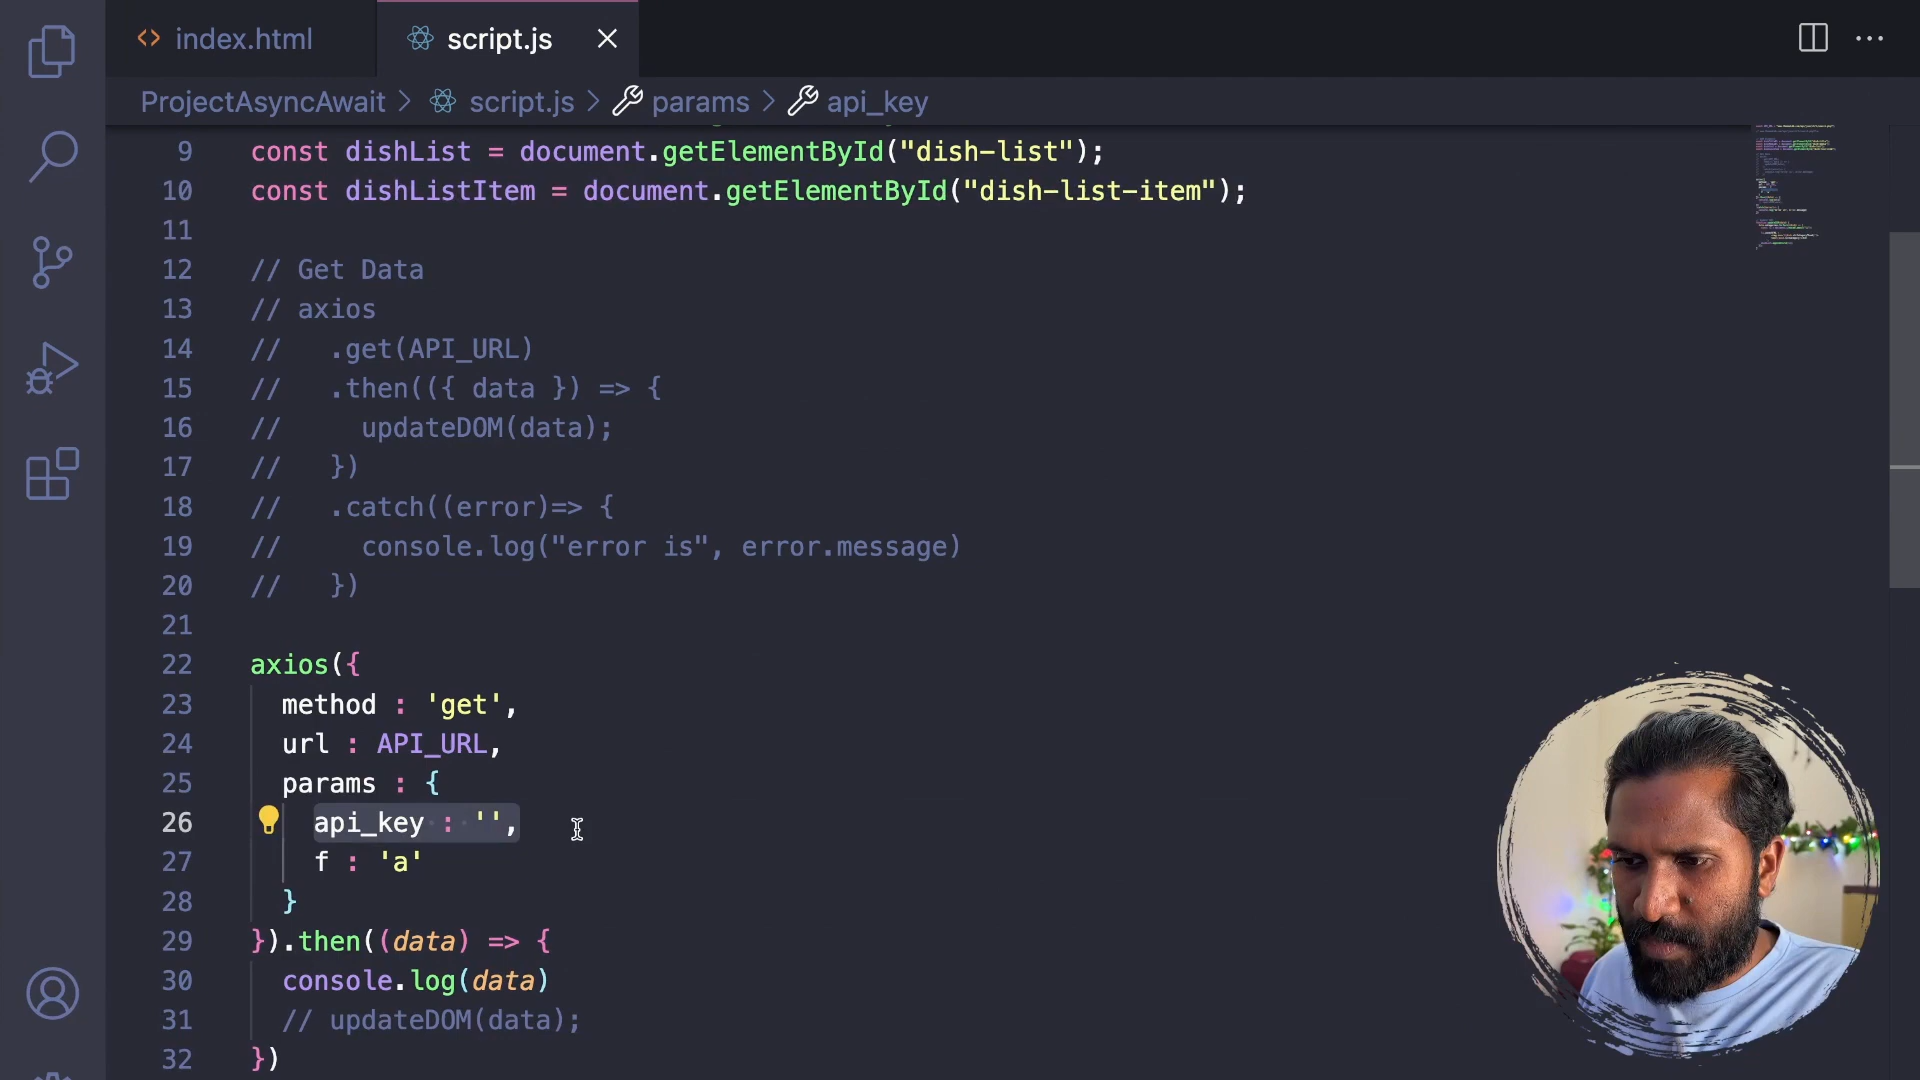 index.html
script.js
ProjectAsyncAwait > script.js > params > api_key
9 const dishList = document.getElementById("dish-list");
10 const dishListItem = document.getElementById("dish-list-item");
11
12 // Get Data
13 // axios
14 //   .get(API_URL)
15 //   .then(({ data }) => {
16 //     updateDOM(data);
17 //   })
18 //   .catch((error)=> {
19 //     console.log("error is", error.message)
20 //   })
21
22 axios({
23   method : 'get',
24   url : API_URL,
25   params : {
26     api_key : '',
27     f : 'a'
28   }
29 }).then((data) => {
30   console.log(data)
31   // updateDOM(data);
32 })